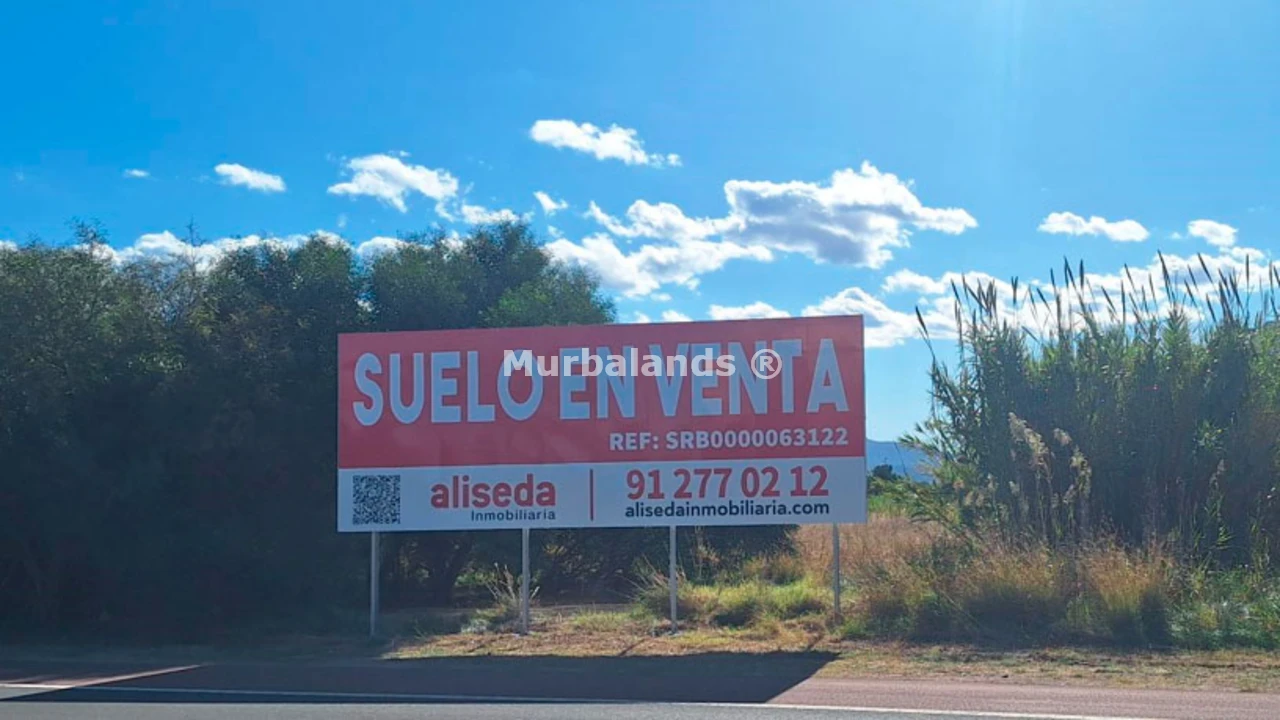 SUELO EN VENTA
Murbalands ®
REF: SRB0000063122
aliseda
Inmobiliaria
91 277 02 12
alisedainmobiliaria.com